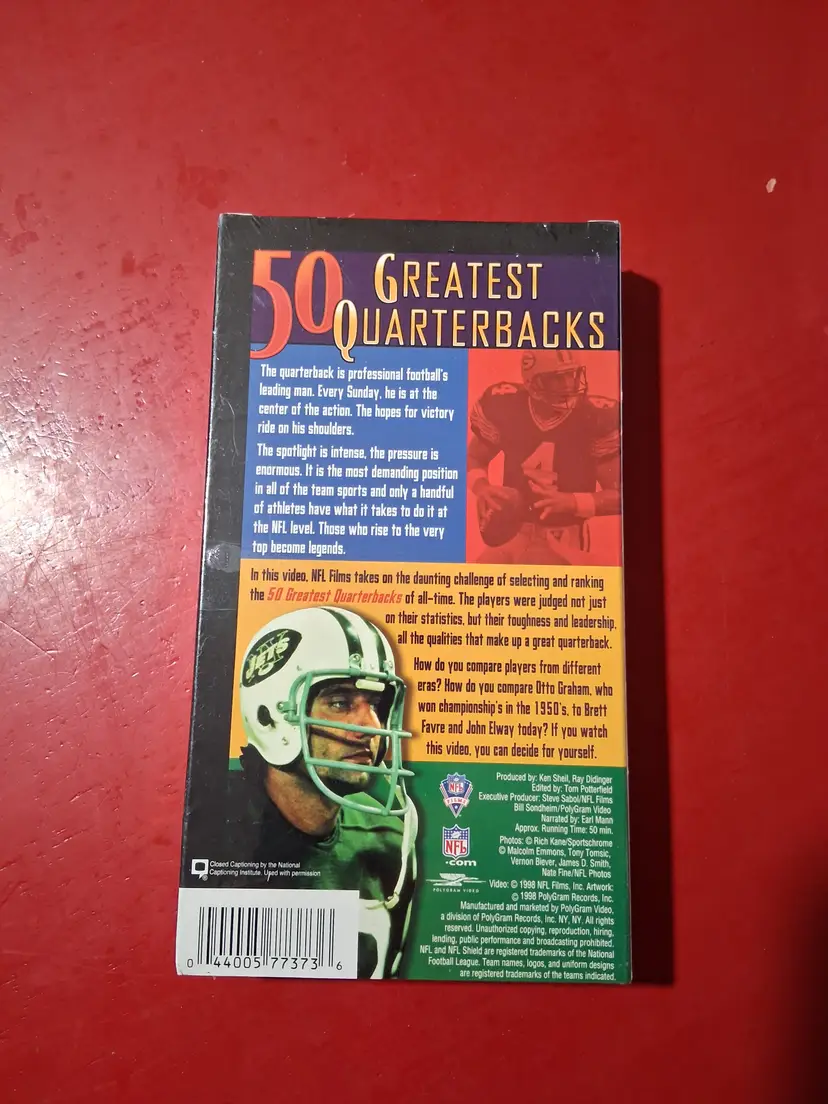 50 GREATEST
QUARTERBACKS
The quarterback is professional football's
leading man. Every Sunday, he is at the
center of the action. The hopes for victory
ride on his shoulders.
The spotlight is intense, the pressure is
enormous. It is the most demanding position
in all of the team sports and only a handful
of athletes have what it takes to do it at
the NFL level. Those who rise to the very
top become legends.
4
In this video, NFL Films takes on the daunting challenge of selecting and ranking
the 50 Greatest Quarterbacks of all-time. The players were judged not just
on their statistics, but their toughness and leadership,
all the qualities that make up a great quarterback.
How do you compare players from different
eras? How do you compare Otto Graham, who
won championship's in the 1950's, to Brett
Favre and John Elway today? If you watch
this video, you can decide for yourself.
JETS
NFL
FILMS
NFL
.com
POLYGRAM VIDEO
Produced by: Ken Sheil, Ray Didinger
Edited by: Tom Potterfield
Executive Producer: Steve Sabol/NFL Films
Bill Sondheim/PolyGram Video
Narrated by: Earl Mann
Approx. Running Time: 50 min.
Photos: © Rich Kane/Sportschrome
© Malcolm Emmons, Tony Tomsic,
Vernon Biever, James D. Smith,
Nate Fine/NFL Photos
Video: © 1998 NFL Films, Inc. Artwork:
© 1998 PolyGram Records, Inc.
Manufactured and marketed by PolyGram Video,
a division of PolyGram Records, Inc. NY, NY. All rights
reserved. Unauthorized copying, reproduction, hiring,
lending, public performance and broadcasting prohibited.
NFL and NFL Shield are registered trademarks of the National
Football League. Team names, logos, and uniform designs
are registered trademarks of the teams indicated.
Closed Captioning by the National
Captioning Institute. Used with permission
0 44005 77373 6